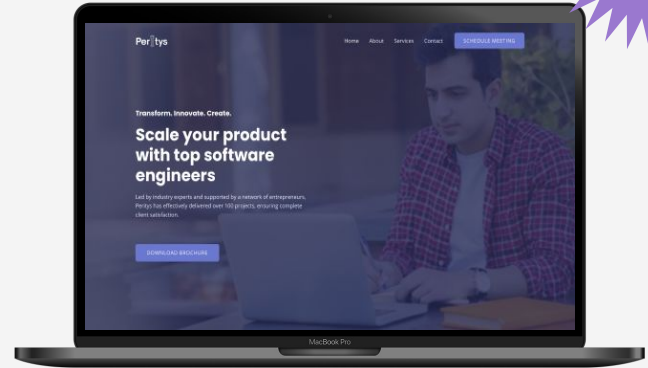 Peritys
Home About Services Contact SCHEDULE MEETING
Transform. Innovate. Create.
Scale your product
with top software
engineers
Led by industry experts and supported by a network of entrepreneurs,
Peritys has effectively delivered over 100 projects, ensuring complete
client satisfaction.
DOWNLOAD BROCHURE
MacBook Pro